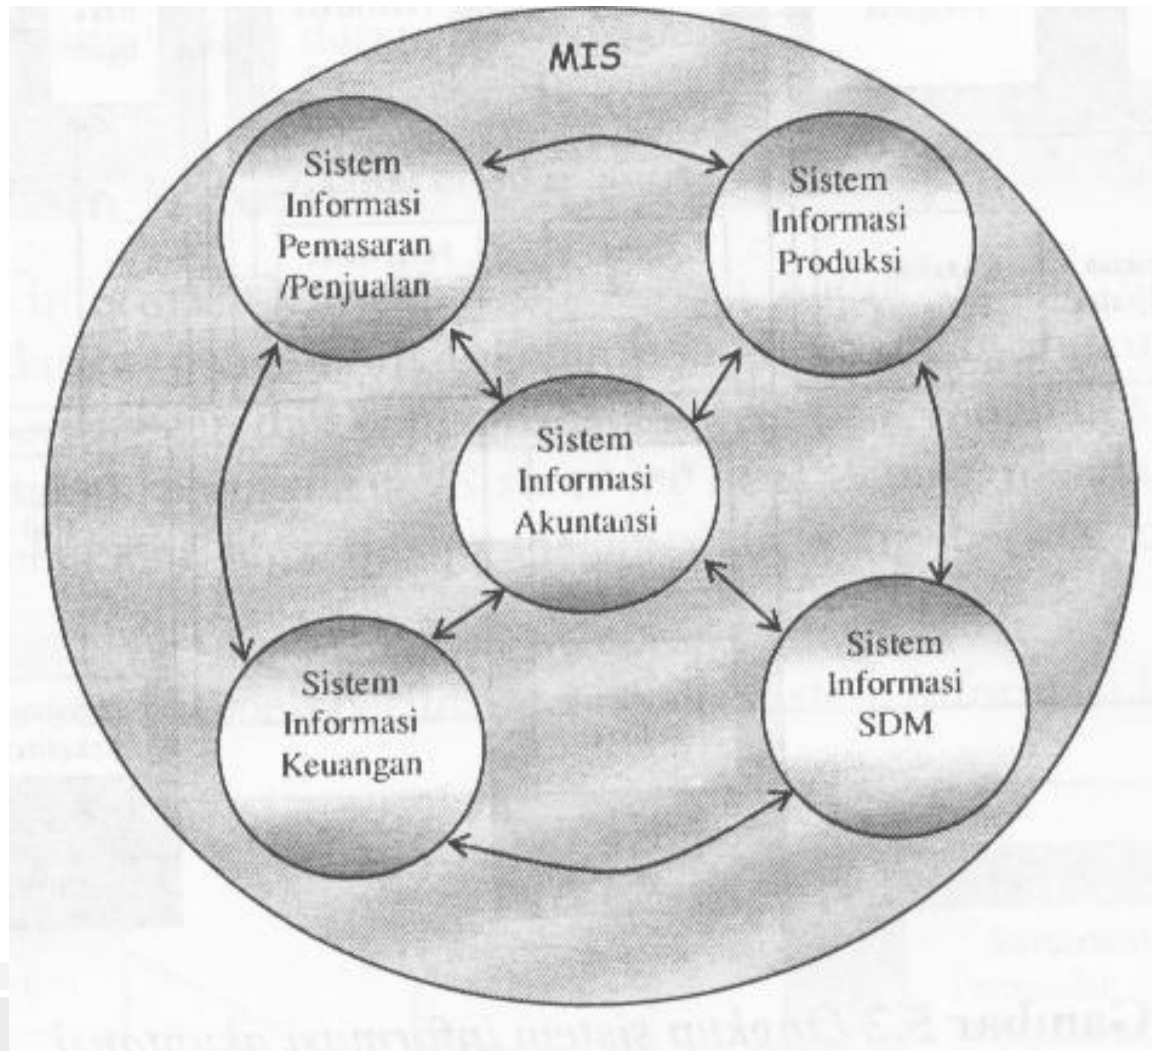 MIS
Sistem
Informasi
Pemasaran
/Penjualan
Sistem
Informasi
Produksi
Sistem
Informasi
Akuntansi
Sistem
Informasi
Keuangan
Sistem
Informasi
SDM